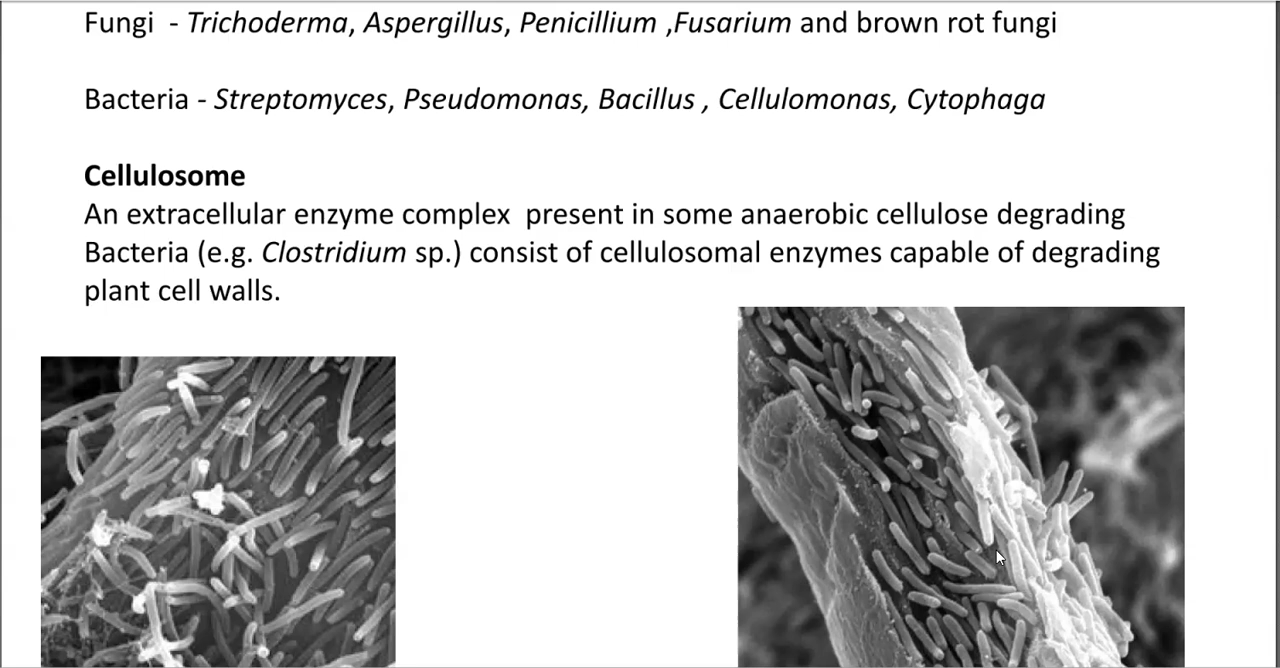 Fungi  - Trichoderma, Aspergillus, Penicillium ,Fusarium and brown rot fungi
Bacteria - Streptomyces, Pseudomonas, Bacillus , Cellulomonas, Cytophaga
Cellulosome
An extracellular enzyme complex  present in some anaerobic cellulose degrading
Bacteria (e.g. Clostridium sp.) consist of cellulosomal enzymes capable of degrading
plant cell walls.